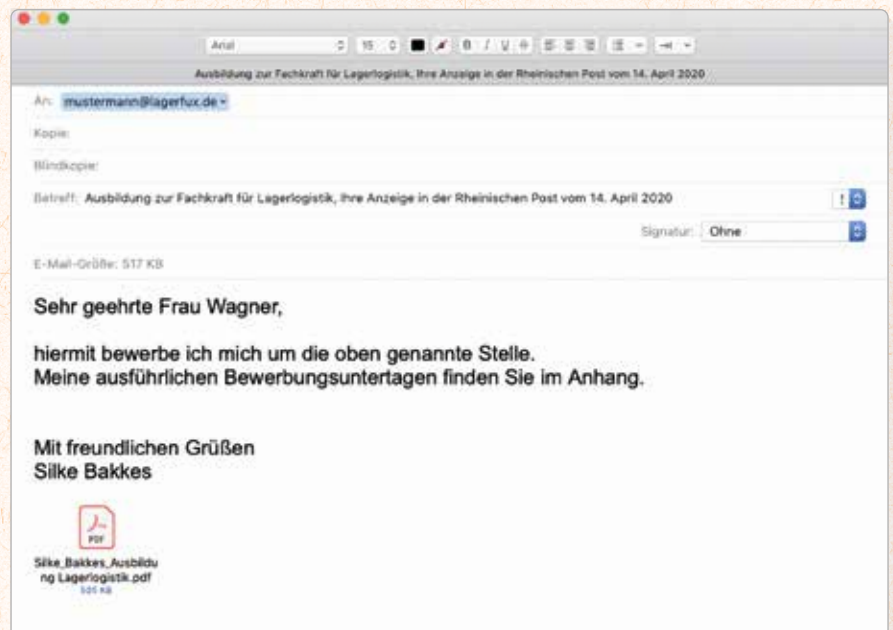 Arial 15 B I U
Ausbildung zur Fachkraft für Lagerlogistik, Ihre Anzeige in der Rheinischen Post vom 14. April 2020
An: mustermann@lagerfux.de
Kopie:
Blindkopie:
Betreff: Ausbildung zur Fachkraft für Lagerlogistik, Ihre Anzeige in der Rheinischen Post vom 14. April 2020 !
Signatur: Ohne
E-Mail-Größe: 517 KB
Sehr geehrte Frau Wagner,
hiermit bewerbe ich mich um die oben genannte Stelle.
Meine ausführlichen Bewerbungsuntertagen finden Sie im Anhang.
Mit freundlichen Grüßen
Silke Bakkes
PDF
Silke_Bakkes_Ausbildu
ng Lagerlogistik.pdf
KB